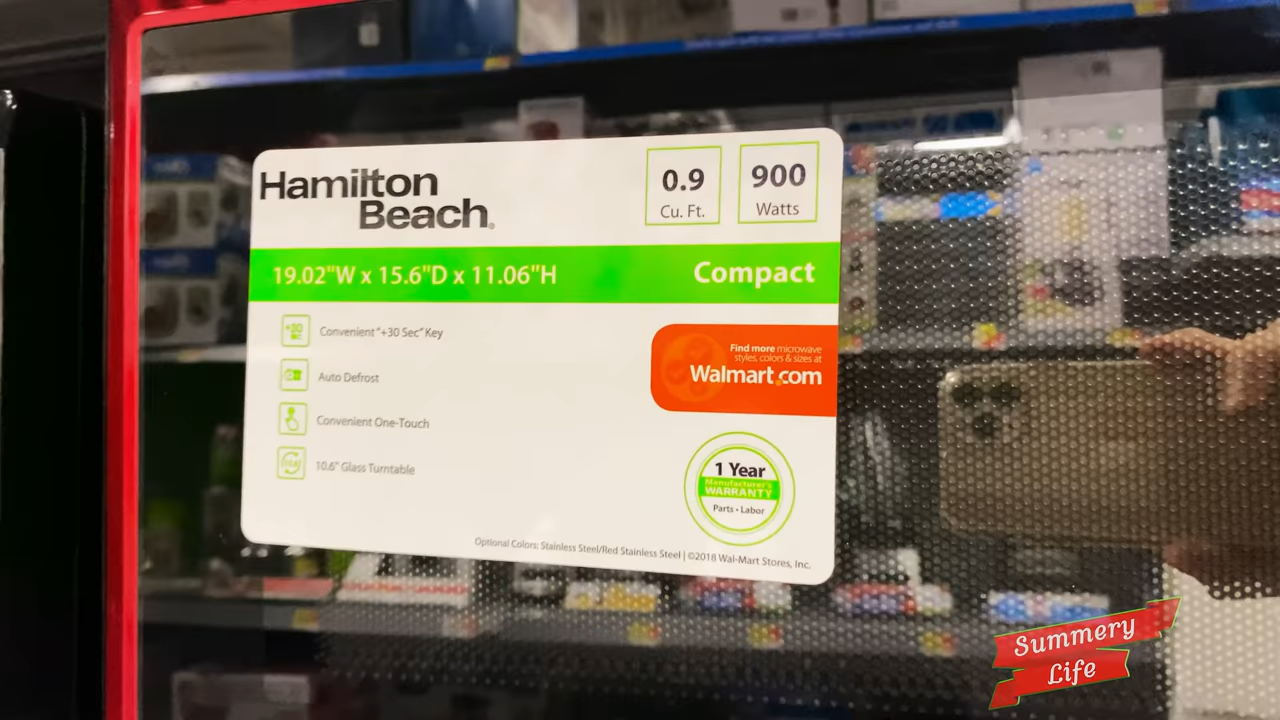 Hamilton
Beach®
0.9
Cu. Ft.
900
Watts
19.02"W x 15.6"D x 11.06"H
Compact
+30
Convenient "+30 Sec" Key
Auto Defrost
Convenient One-Touch
10.6" Glass Turntable
Find more microwave
styles, colors & sizes at
Walmart.com
1 Year
Manufacturer's
WARRANTY
Parts • Labor
Optional Colors: Stainless Steel/Red Stainless Steel | ©2018 Wal-Mart Stores, Inc.
Summery
Life